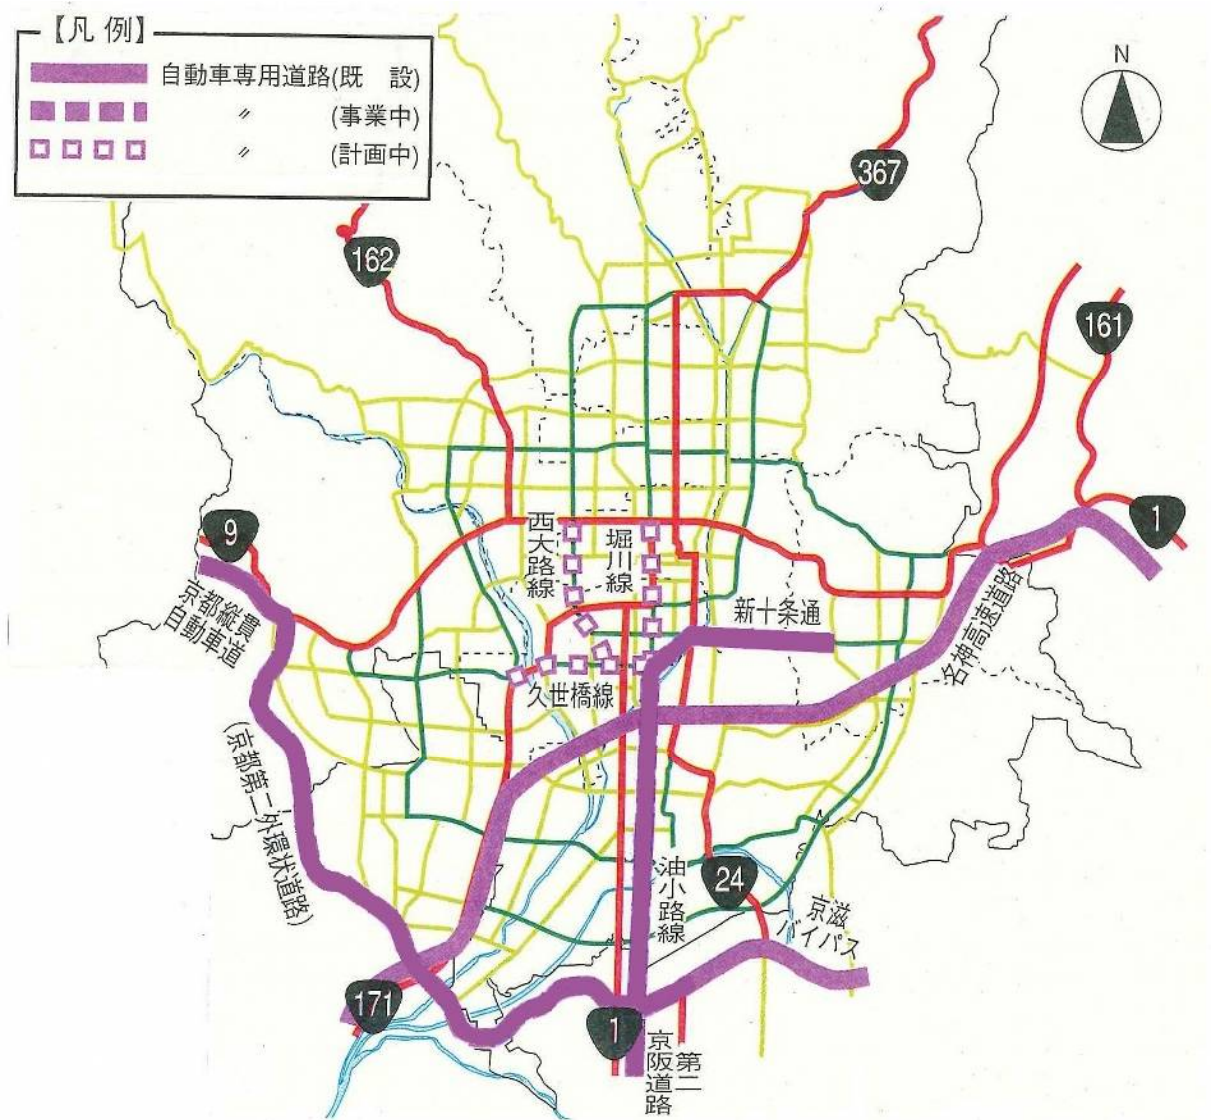 【凡 例】
自動車専用道路(既 設)
〃 (事業中)
〃 (計画中)
N
367
162
161
1
9
西大路線
堀川線
新十条通
京都縦貫
自動車道
名神高速道路
久世橋線
(京都第二外環状道路)
油小路線
24
京滋
バイパス
171
1
第二
京阪道路